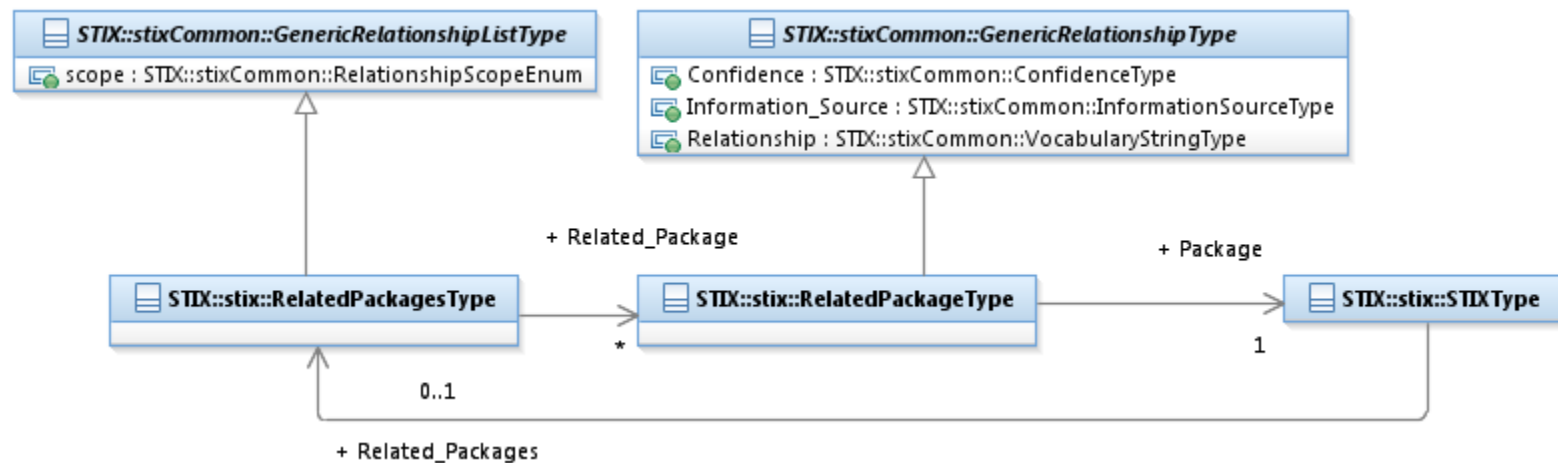 STIX::stixCommon::GenericRelationshipListType
scope : STIX::stixCommon::RelationshipScopeEnum
STIX::stixCommon::GenericRelationshipType
Confidence : STIX::stixCommon::ConfidenceType
Information_Source : STIX::stixCommon::InformationSourceType
Relationship : STIX::stixCommon::VocabularyStringType
+ Related_Package
+ Package
STIX::stix::RelatedPackagesType
STIX::stix::RelatedPackageType
STIX::stix::STIXType
*
1
0..1
+ Related_Packages